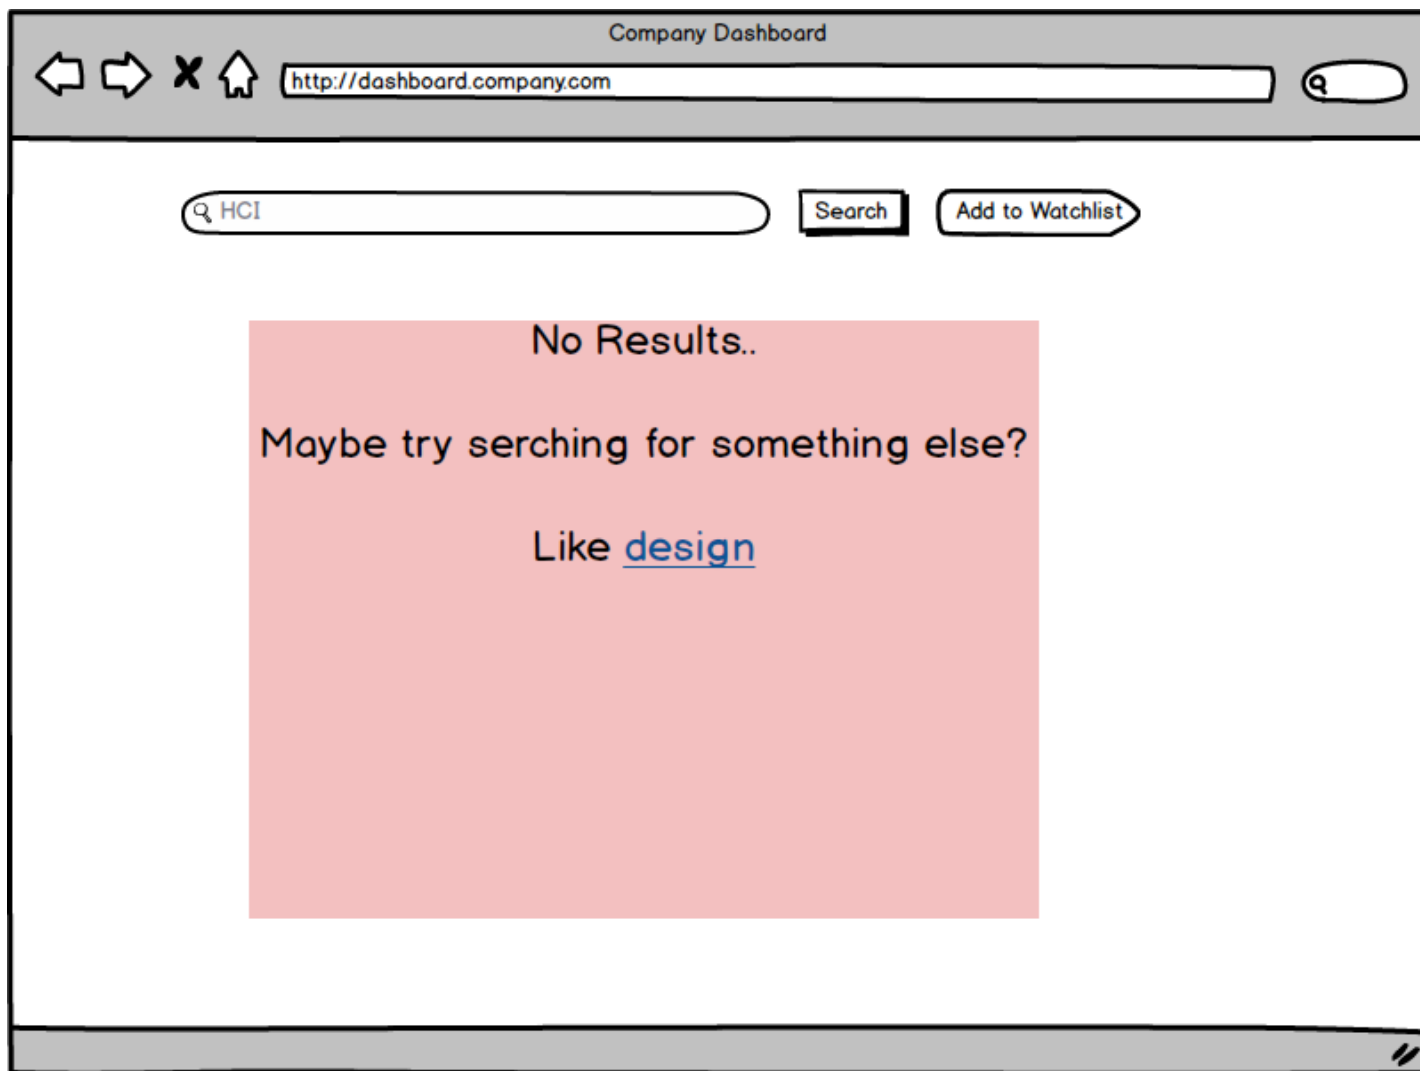 Company Dashboard
http://dashboard.company.com
HCI
Search
Add to Watchlist
No Results..
Maybe try serching for something else?
Like design